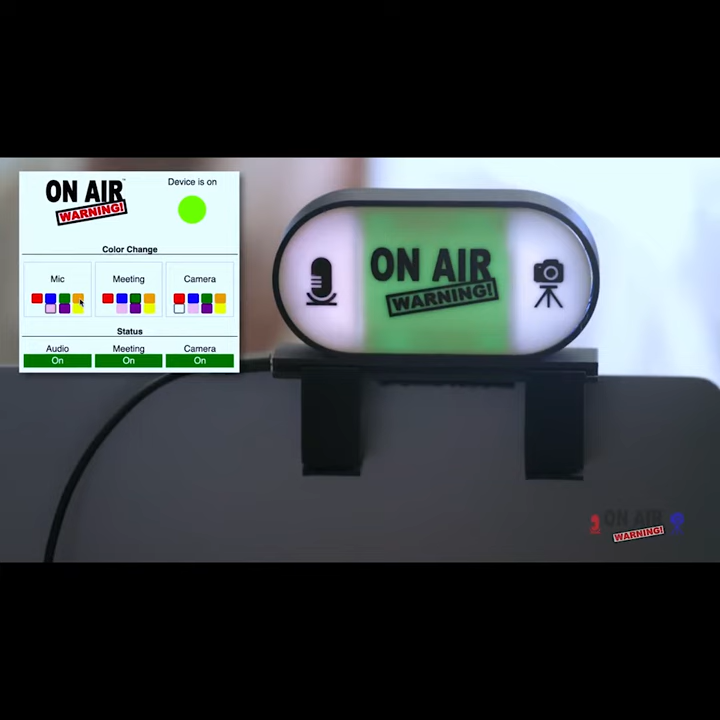 ON AIR™
WARNING!
Device is on
Color Change
Mic
Meeting
Camera
Status
Audio
Meeting
Camera
On
On
On
ON AIR
WARNING!
ON AIR
WARNING!